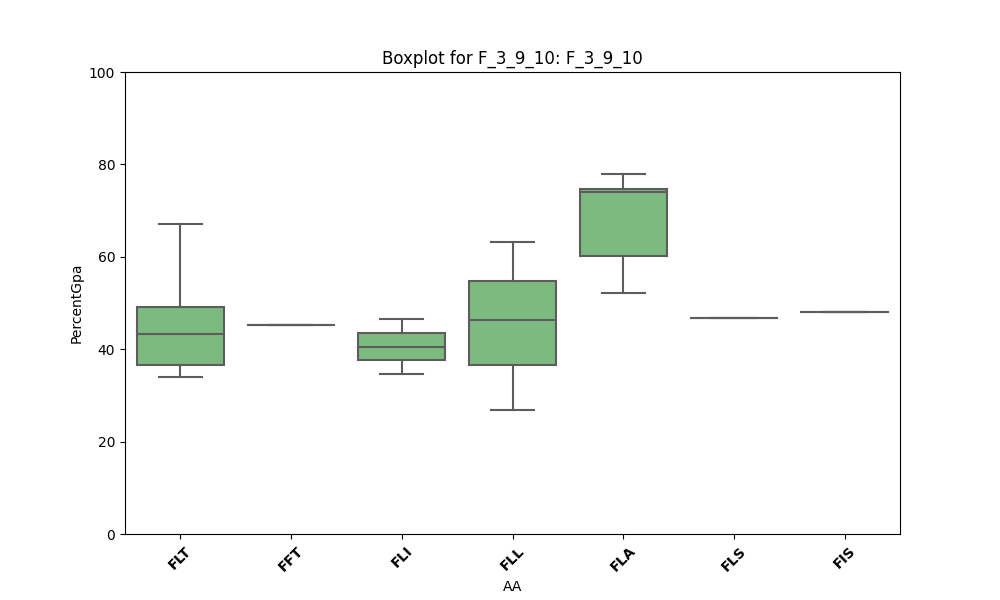 Boxplot for F_3_9_10: F_3_9_10
100
80
60
40
20
0
PercentGpa
FLT
FFT
FLI
FLL
FLA
FLS
FIS
AA